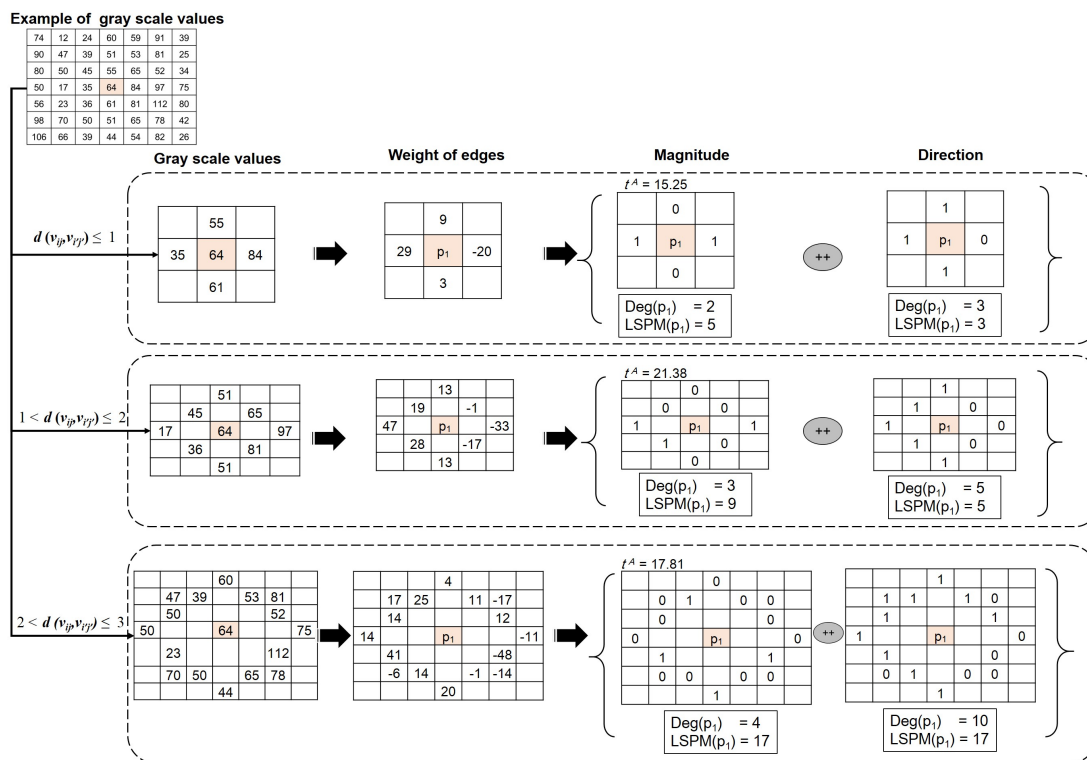 Example of gray scale values
74 12 24 60 59 91 39
90 47 39 51 53 81 25
80 50 45 55 65 52 34
50 17 35 64 84 97 75
56 23 36 61 81 112 80
98 70 50 51 65 78 42
106 66 39 44 54 82 26
Gray scale values Weight of edges Magnitude Direction
d (v_ij,v_i'j') ≤ 1
55
35 64 84
61
9
29 p₁ -20
3
t^A = 15.25
0
1 p₁ 1
0
Deg(p₁) = 2
LSPM(p₁) = 5
++
1
1 p₁ 0
1
Deg(p₁) = 3
LSPM(p₁) = 3
1 < d (v_ij,v_i'j') ≤ 2
51
45 65
17 64 97
36 81
51
13
19 -1
47 p₁ -33
28 -17
13
t^A = 21.38
0
0 0
1 p₁ 1
1 0
0
Deg(p₁) = 3
LSPM(p₁) = 9
++
1
1 0
1 p₁ 0
1 0
1
Deg(p₁) = 5
LSPM(p₁) = 5
2 < d (v_ij,v_i'j') ≤ 3
60
47 39 53 81
50 52
50 64 75
23 112
70 50 65 78
44
4
17 25 11 -17
14 12
14 p₁ -11
41 -48
-6 14 -1 -14
20
t^A = 17.81
0
0 1 0 0
0 0
0 p₁ 0
1 1
0 0 0 0
1
Deg(p₁) = 4
LSPM(p₁) = 17
++
1
1 1 1 0
1 1
1 p₁ 0
1 0
0 1 0 0
1
Deg(p₁) = 10
LSPM(p₁) = 17